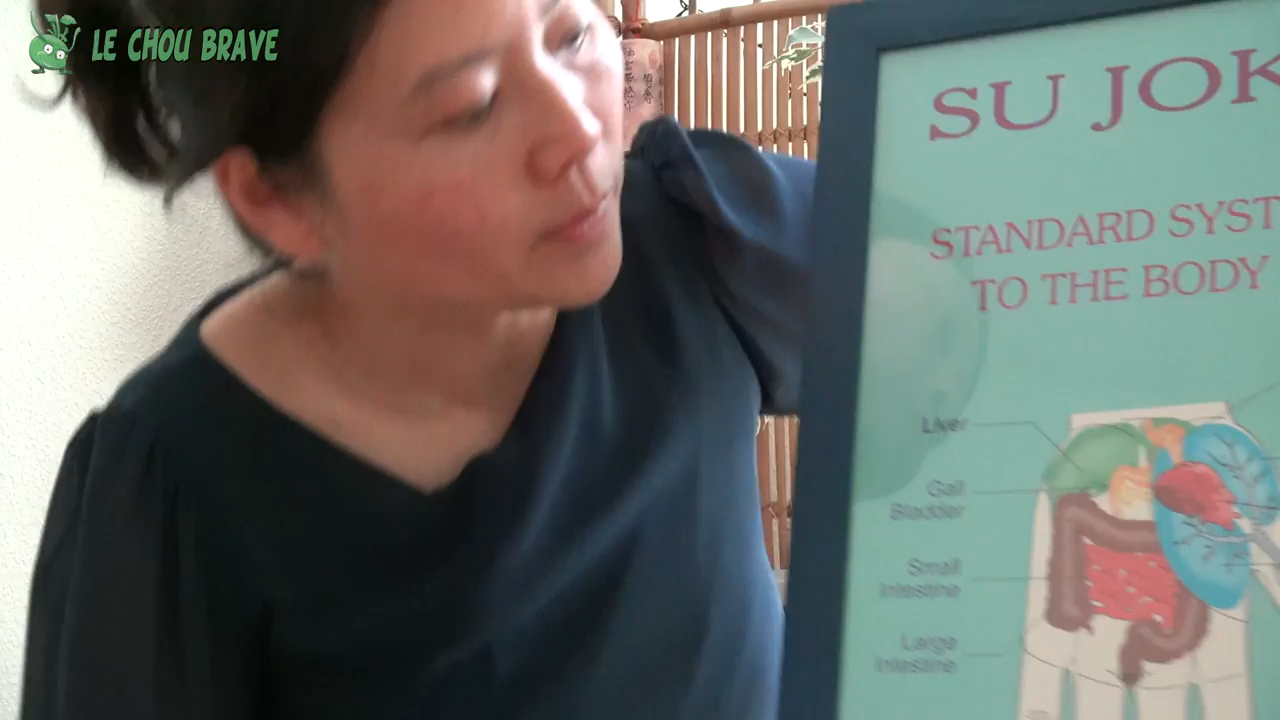 LE CHOU BRAVE
SU JOK
STANDARD SYST
TO THE BODY
Liver
Gall
Bladder
Small
Intestine
Large
Intestine